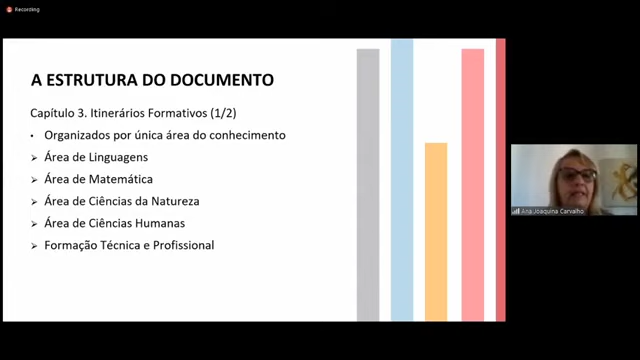 Recording
A ESTRUTURA DO DOCUMENTO
Capítulo 3. Itinerários Formativos (1/2)
• Organizados por única área do conhecimento
➢ Área de Linguagens
➢ Área de Matemática
➢ Área de Ciências da Natureza
➢ Área de Ciências Humanas
➢ Formação Técnica e Profissional
Ana Joaquina Carvalho